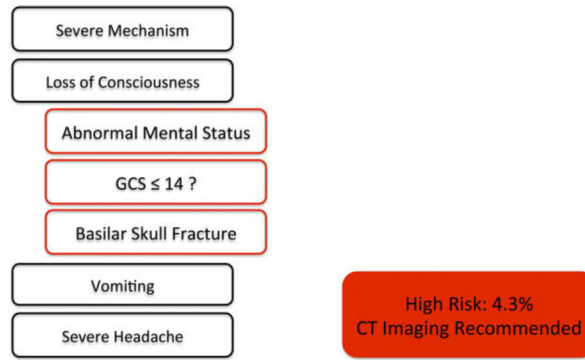 Severe Mechanism
Loss of Consciousness
Abnormal Mental Status
GCS ≤ 14 ?
Basilar Skull Fracture
Vomiting
Severe Headache
High Risk: 4.3%
CT Imaging Recommended